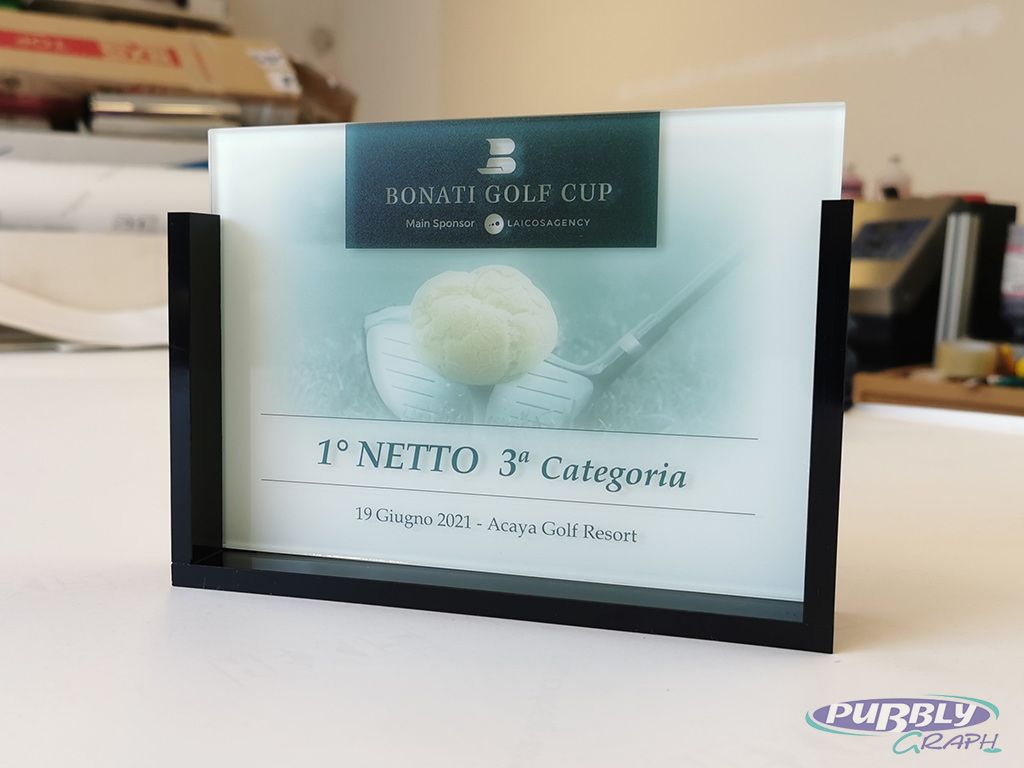 BONATI GOLF CUP
Main Sponsor LAICOSAGENCY
1° NETTO 3ª Categoria
19 Giugno 2021 - Acaya Golf Resort
PUBBLY
GRAPH